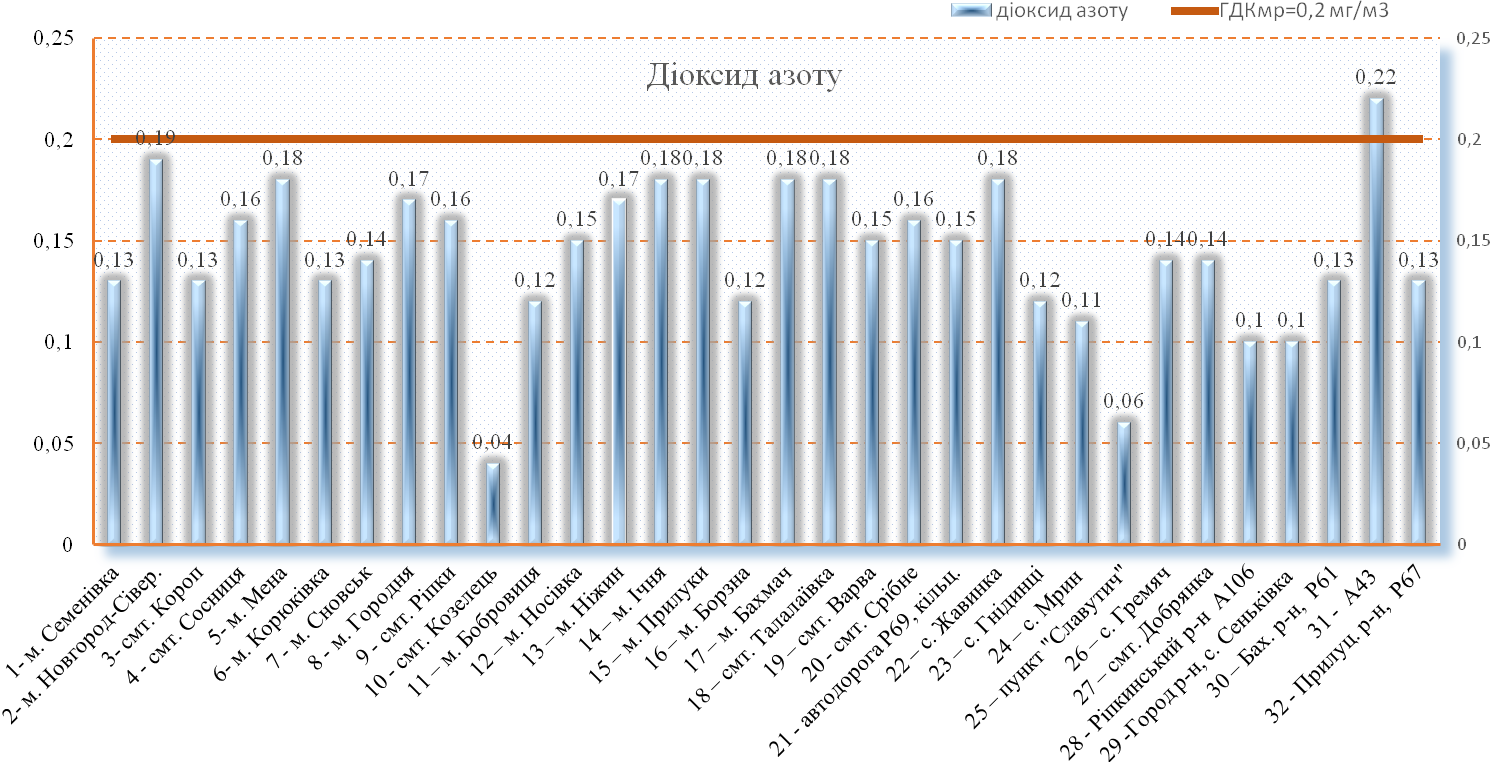 діоксид азоту
ГДКмр=0,2 мг/м3
Діоксид азоту
0,25
0,2
0,15
0,1
0,05
0
0,25
0,2
0,15
0,1
0,05
0
0,13
0,19
0,13
0,16
0,18
0,13
0,14
0,17
0,16
0,04
0,12
0,15
0,17
0,18
0,18
0,12
0,18
0,18
0,15
0,16
0,15
0,18
0,12
0,11
0,06
0,14
0,14
0,1
0,1
0,13
0,22
0,13
1- м. Семенівка
2- м. Новгород-Сівер.
3- смт. Короп
4 - смт. Сосниця
5- м. Мена
6- м. Корюківка
7 - м. Сновськ
8 - м. Городня
9 - смт. Ріпки
10 - смт. Козелець
11 – м. Бобровиця
12 – м. Носівка
13 – м. Ніжин
14 – м. Ічня
15 – м. Прилуки
16 – м. Борзна
17 – м. Бахмач
18 – смт. Талалаївка
19 – смт. Варва
20 - смт. Срібне
21 - автодорога Р69, кільц.
22 – с. Жавинка
23 – с. Гнідинці
24 – с. Мрин
25 – пункт "Славутич"
26 – с. Гремяч
27 – смт. Добрянка
28 - Ріпкинський р-н А106
29 -Город р-н, с. Сеньківка
30 – Бах. р-н, Р61
31 - А43
32 - Прилуц. р-н, Р67